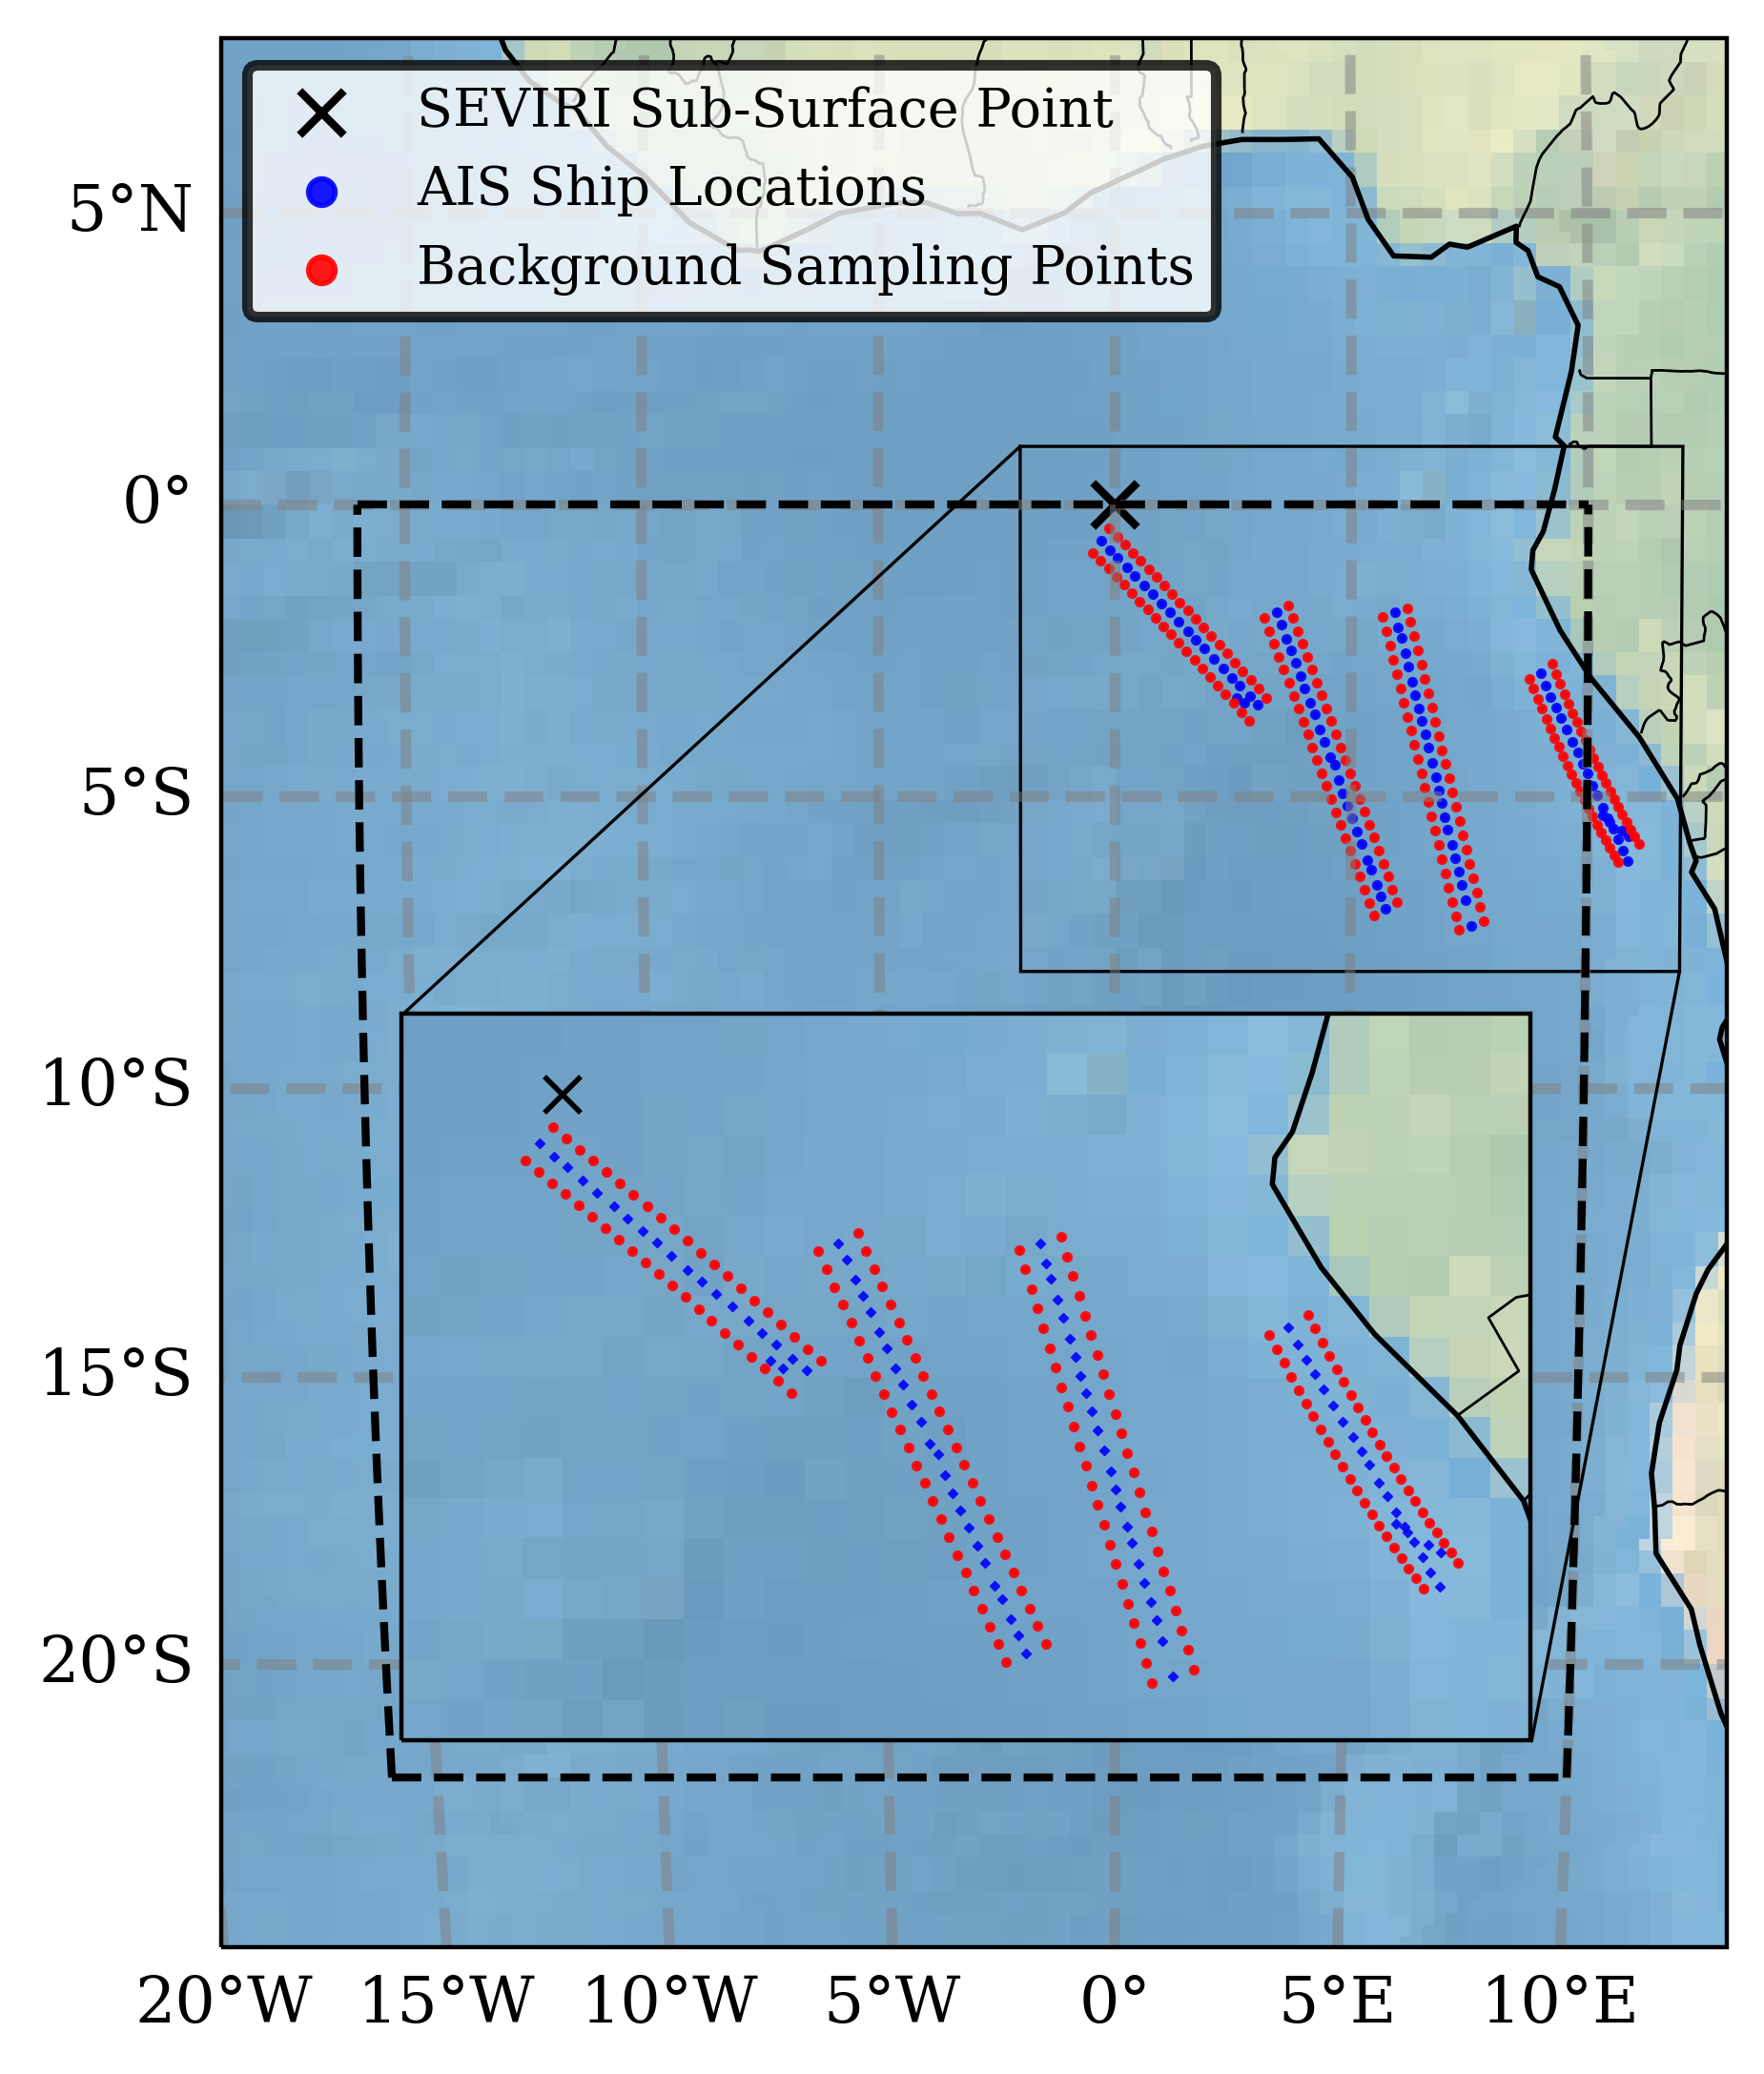 SEVIRI Sub-Surface Point
AIS Ship Locations
Background Sampling Points
5°N
0°
5°S
10°S
15°S
20°S
20°W 15°W 10°W 5°W 0° 5°E 10°E